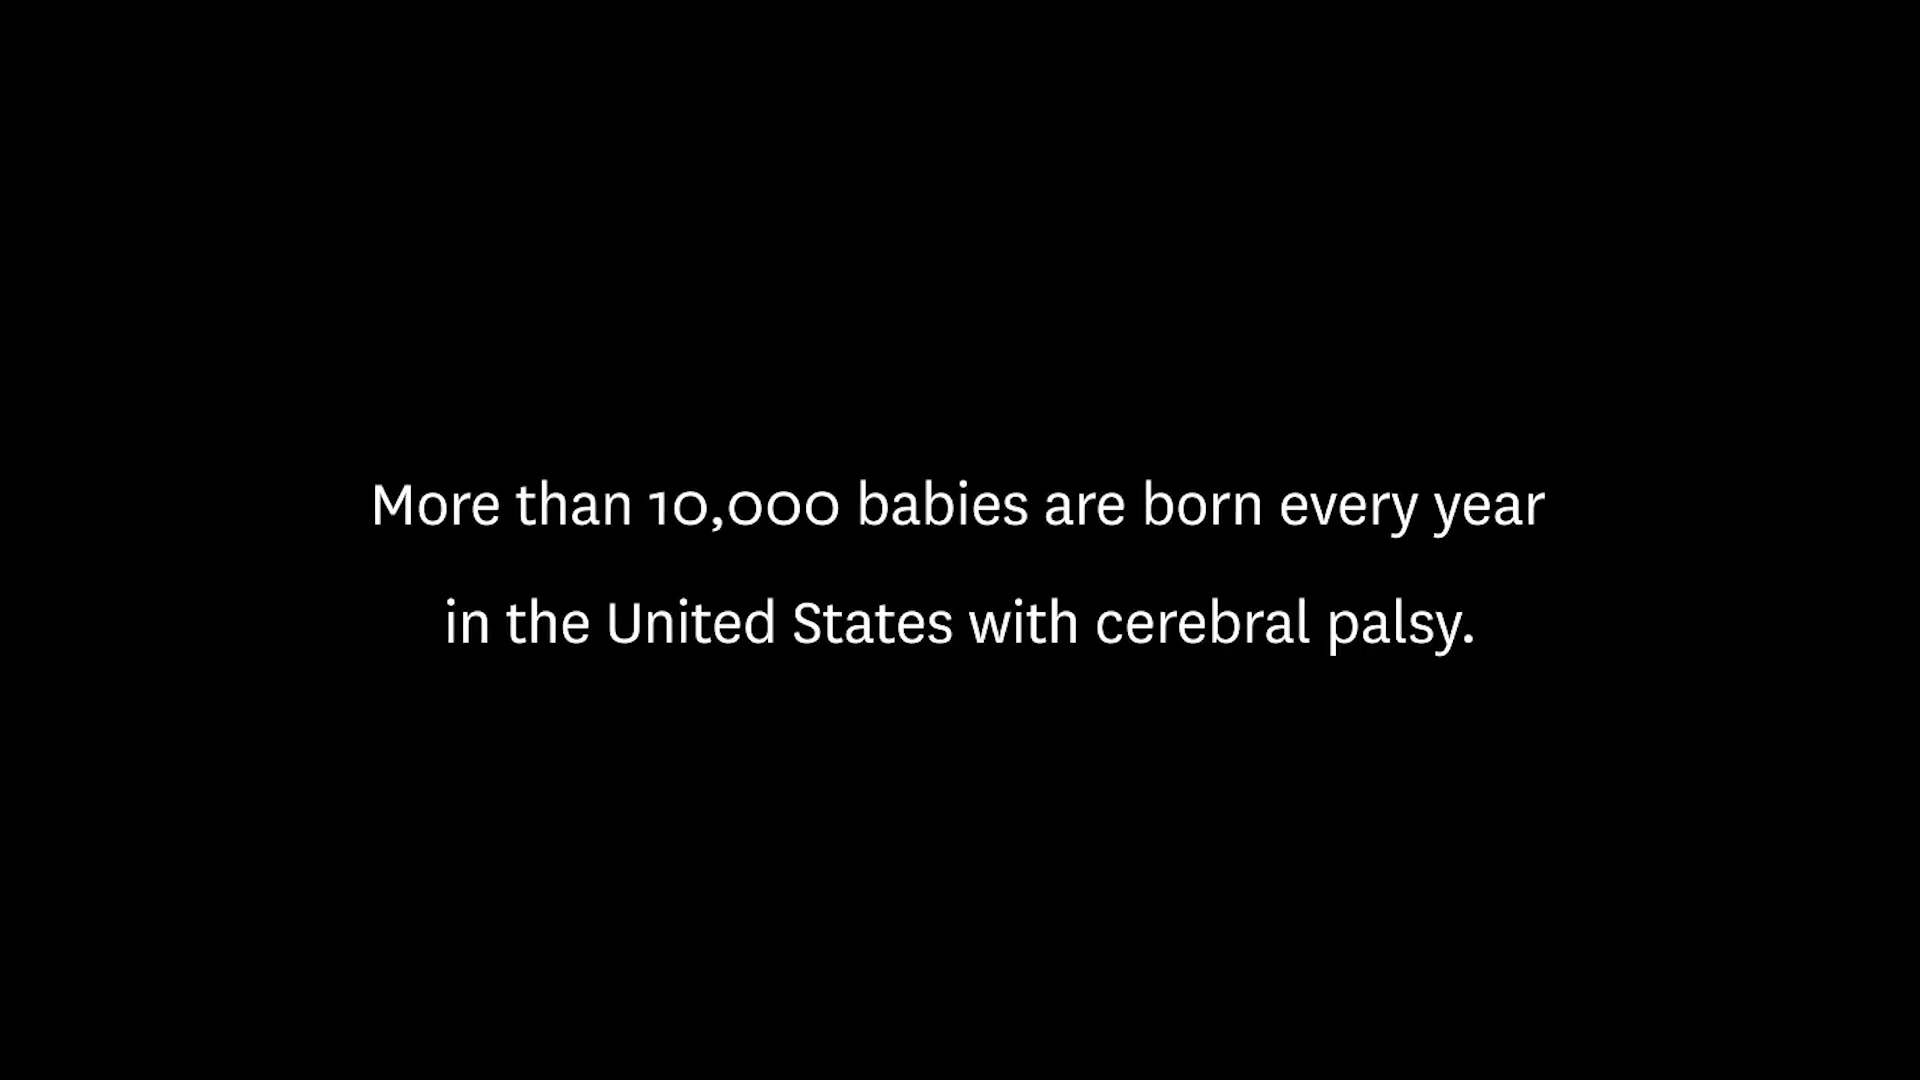 More than 10,000 babies are born every year
in the United States with cerebral palsy.